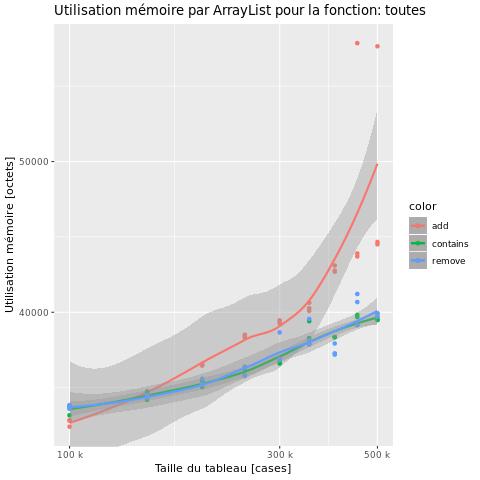 Utilisation mémoire par ArrayList pour la fonction: toutes
Utilisation mémoire [octets]
50000
40000
100 k
300 k
500 k
Taille du tableau [cases]
color
add
contains
remove